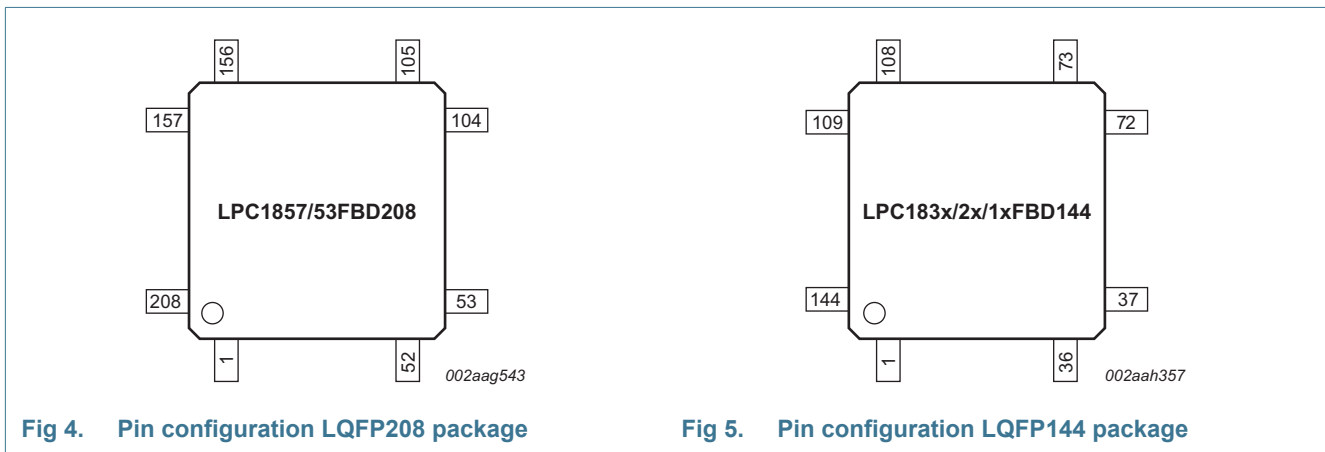 156
105
157
104
LPC1857/53FBD208
208
53
1
52
002aag543
Fig 4. Pin configuration LQFP208 package
108
73
109
72
LPC183x/2x/1xFBD144
144
37
1
36
002aah357
Fig 5. Pin configuration LQFP144 package